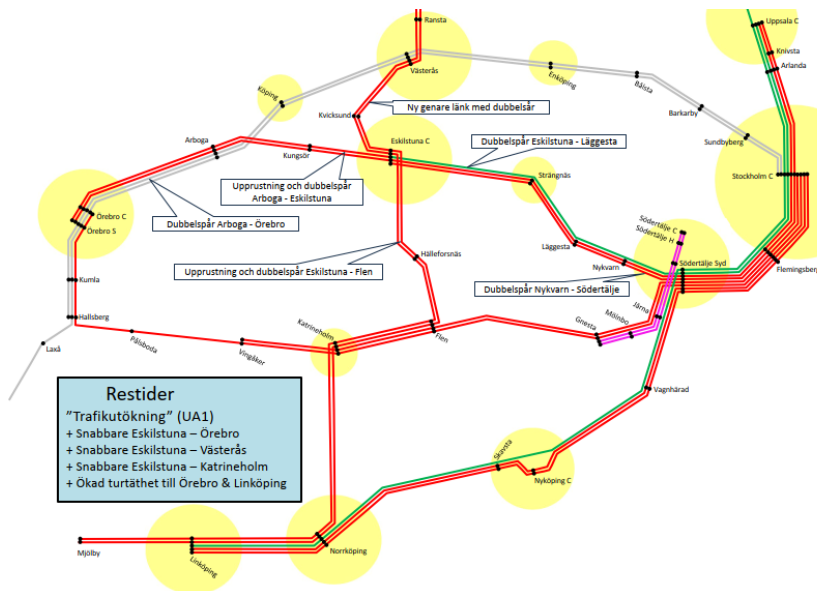 Ransta
Uppsala C
Knivsta
Arlanda
Västerås
Enköping
Bålsta
Köping
Ny genare länk med dubbelsår
Kvicksund
Barkarby
Sundbyberg
Eskilstuna C
Dubbelspår Eskilstuna - Läggesta
Arboga
Kungsör
Stockholm C
Strängnäs
Upprustning och dubbelspår
Arboga - Eskilstuna
Örebro C
Dubbelspår Arboga - Örebro
Örebro S
Södertälje C
Södertälje H
Läggesta
Hälleforsnäs
Upprustning och dubbelspår Eskilstuna - Flen
Nykvarn
Södertälje Syd
Flemingsberg
Kumla
Dubbelspår Nykvarn - Södertälje
Järna
Hallsberg
Mölnbo
Gnesta
Katrineholm
Flen
Pålsboda
Vingåker
Laxå
Vagnhärad
Restider
”Trafikutökning” (UA1)
+ Snabbare Eskilstuna – Örebro
+ Snabbare Eskilstuna – Västerås
+ Snabbare Eskilstuna – Katrineholm
+ Ökad turtäthet till Örebro & Linköping
Skavsta
Nyköping C
Norrköping
Mjölby
Linköping